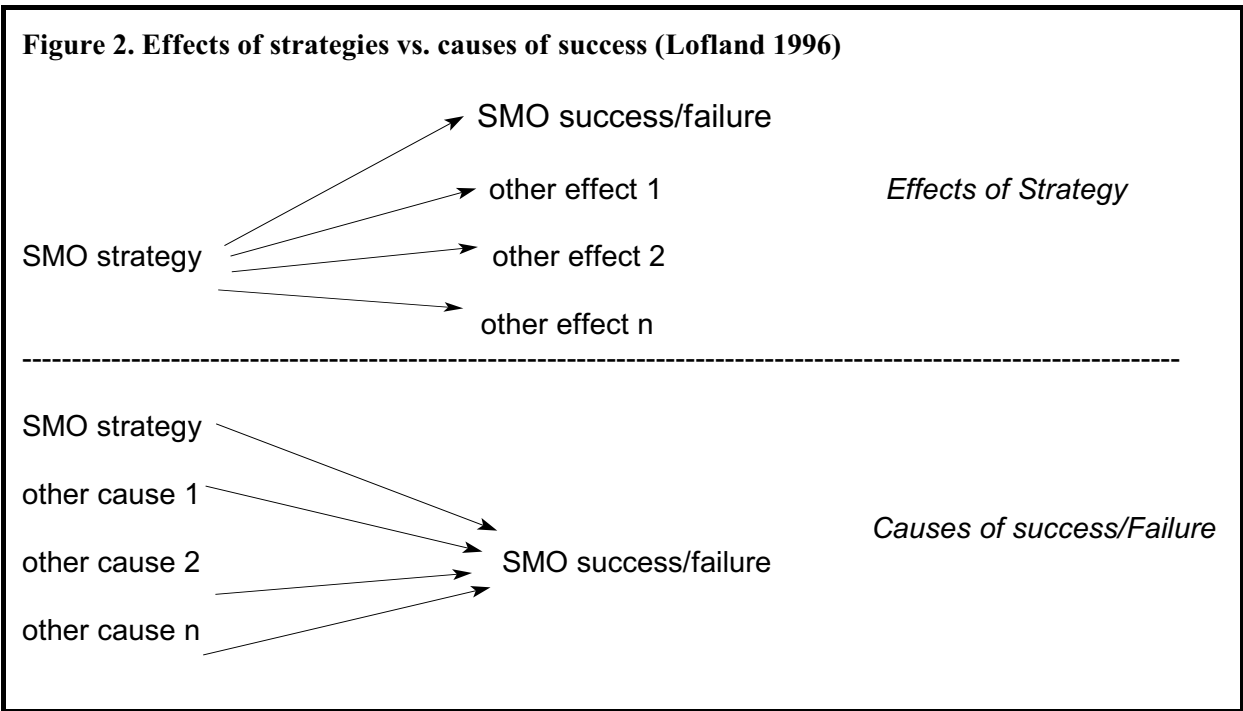 Figure 2. Effects of strategies vs. causes of success (Lofland 1996)
SMO success/failure
other effect 1
Effects of Strategy
SMO strategy
other effect 2
other effect n
--------------------------------------------------------------------------------------------------------------------
SMO strategy
other cause 1
Causes of success/Failure
other cause 2
SMO success/failure
other cause n